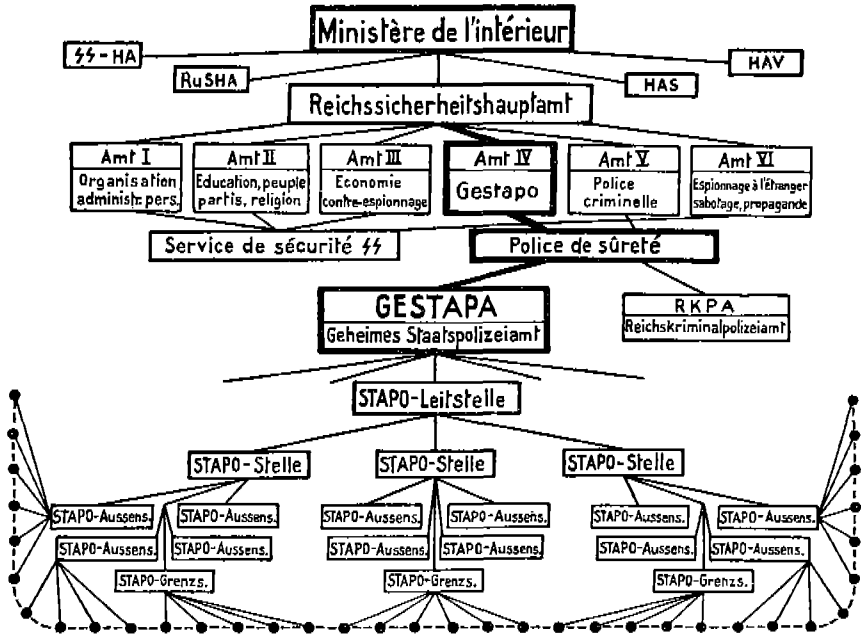 Ministère de l'intérieur
SS-HA
HAV
RuSHA
HAS
Reichssicherheitshauptamt
Amt I
Organisation
administr. pers.
Amt II
Education, peuple
partis, religion
Amt III
Economie
contre-espionnage
Amt IV
Gestapo
Amt V
Police
criminelle
Amt VI
Espionnage à l'étranger
sabotage, propagande
Service de sécurité SS
Police de sûreté
GESTAPA
Geheimes Staatspolizeiamt
RKPA
Reichskriminalpolizeiamt
STAPO-Leitstelle
STAPO-Stelle
STAPO-Stelle
STAPO-Stelle
STAPO-Aussens.
STAPO-Aussens.
STAPO-Aussens.
STAPO-Aussens.
STAPO-Aussens.
STAPO-Aussens.
STAPO-Aussens.
STAPO-Aussens.
STAPO-Aussens.
STAPO-Aussens.
STAPO-Aussens.
STAPO-Aussens.
STAPO-Grenzs.
STAPO-Grenzs.
STAPO-Grenzs.